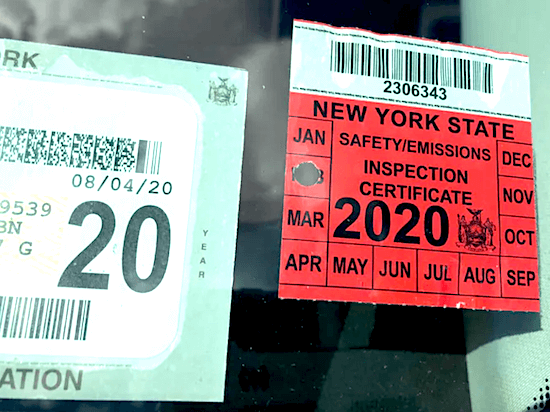 RK
08/04/20
9539
BN
G
20
YEAR
ATION
2306343
NEW YORK STATE
SAFETY/EMISSIONS
INSPECTION
CERTIFICATE
2020
JAN
MAR
APR
MAY
JUN
JUL
AUG
SEP
OCT
NOV
DEC